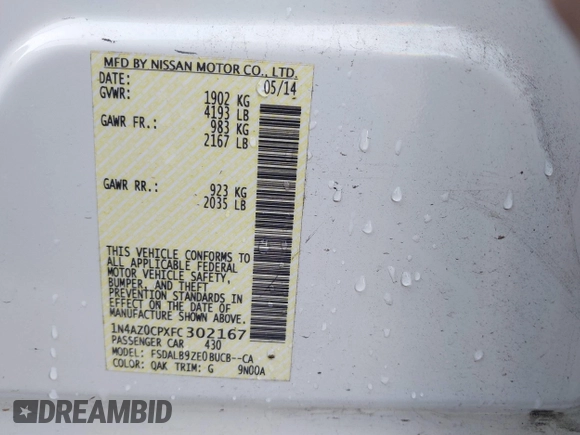 MFD BY NISSAN MOTOR CO., LTD.
DATE: 05/14
GVWR: 1902 KG
4193 LB
GAWR FR.: 983 KG
2167 LB
GAWR RR.: 923 KG
2035 LB
THIS VEHICLE CONFORMS TO
ALL APPLICABLE FEDERAL
MOTOR VEHICLE SAFETY,
BUMPER, AND THEFT
PREVENTION STANDARDS IN
EFFECT ON THE DATE OF
MANUFACTURE SHOWN ABOVE.
1N4AZ0CPXFC302167
PASSENGER CAR 430
MODEL: FSDALB9ZE0BUCB--CA
COLOR: QAK TRIM: G 9N00A
DREAMBID